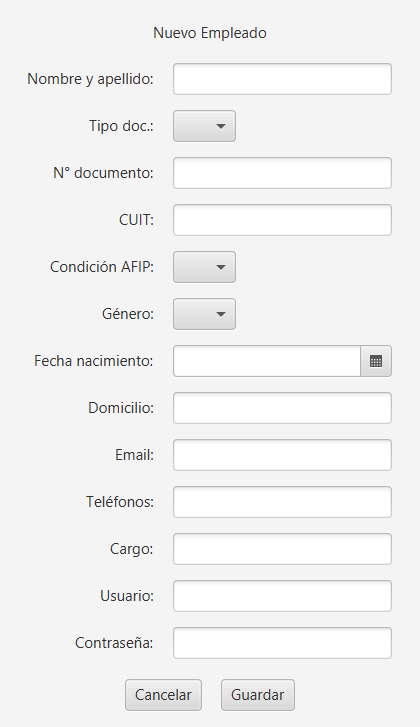 Nuevo Empleado
Nombre y apellido:
Tipo doc.:
N° documento:
CUIT:
Condición AFIP:
Género:
Fecha nacimiento:
Domicilio:
Email:
Teléfonos:
Cargo:
Usuario:
Contraseña:
Cancelar Guardar